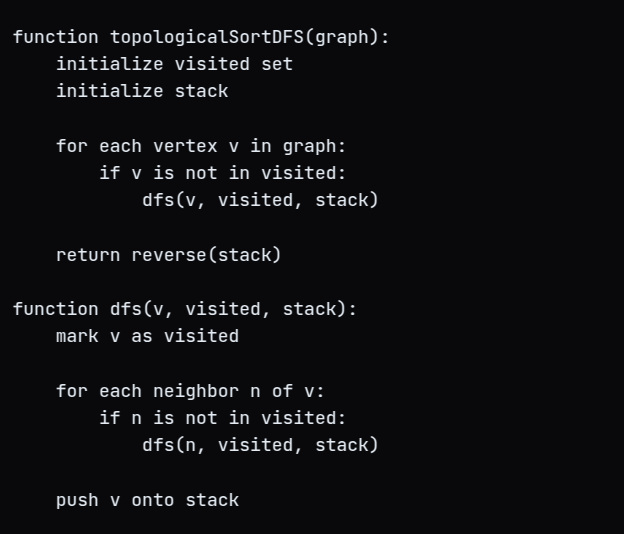 function topologicalSortDFS(graph):
    initialize visited set
    initialize stack

    for each vertex v in graph:
        if v is not in visited:
            dfs(v, visited, stack)

    return reverse(stack)

function dfs(v, visited, stack):
    mark v as visited

    for each neighbor n of v:
        if n is not in visited:
            dfs(n, visited, stack)

    push v onto stack